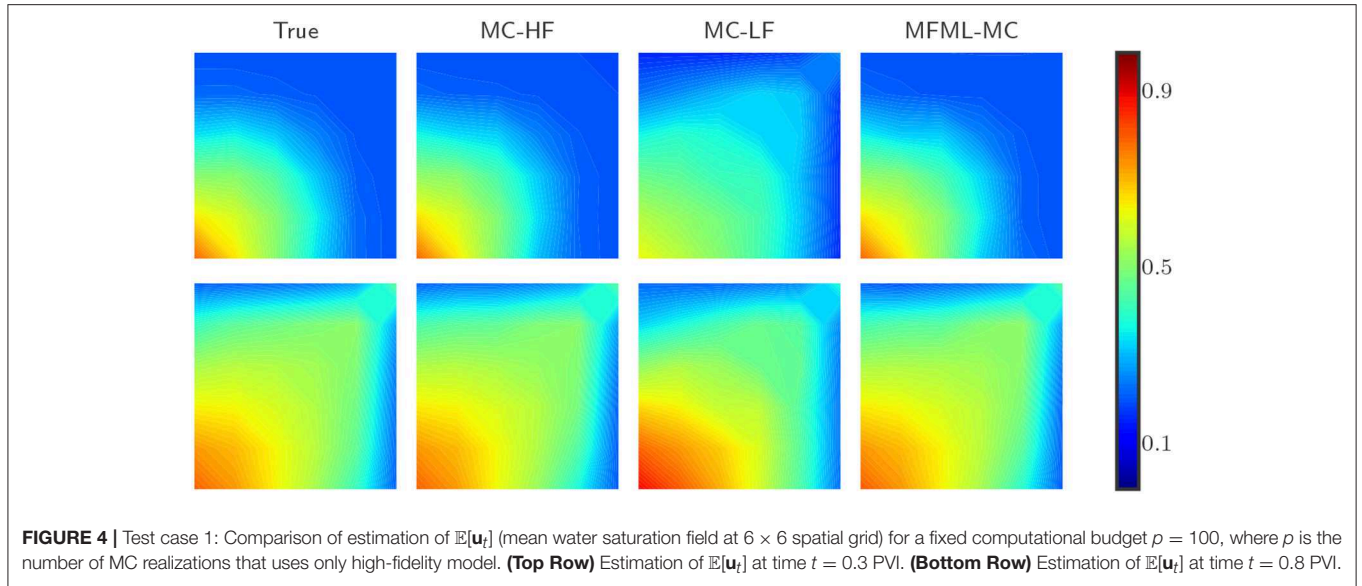 True MC-HF MC-LF MFML-MC
0.9
0.5
0.1
FIGURE 4 | Test case 1: Comparison of estimation of 𝔼[u_t] (mean water saturation field at 6 × 6 spatial grid) for a fixed computational budget p = 100, where p is the
number of MC realizations that uses only high-fidelity model. (Top Row) Estimation of 𝔼[u_t] at time t = 0.3 PVI. (Bottom Row) Estimation of 𝔼[u_t] at time t = 0.8 PVI.